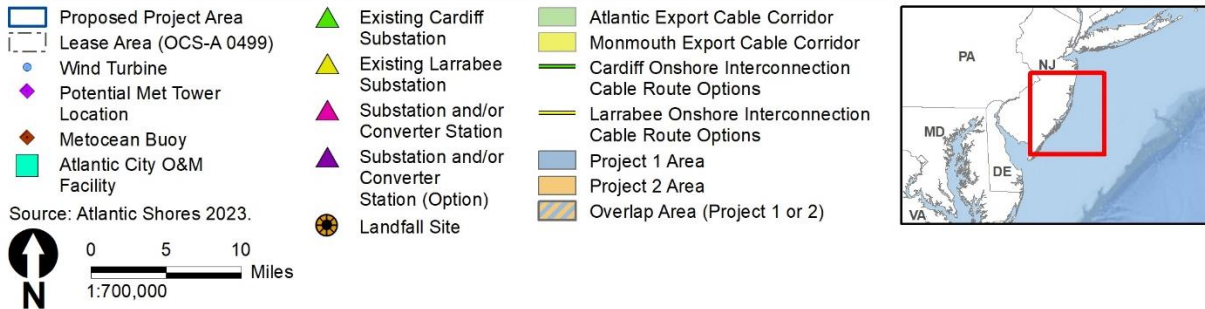 Proposed Project Area
Lease Area (OCS-A 0499)
Wind Turbine
Potential Met Tower
Location
Metocean Buoy
Atlantic City O&M
Facility
Source: Atlantic Shores 2023.
N
0 5 10
Miles
1:700,000
Existing Cardiff
Substation
Existing Larrabee
Substation
Substation and/or
Converter Station
Substation and/or
Converter
Station (Option)
Landfall Site
Atlantic Export Cable Corridor
Monmouth Export Cable Corridor
Cardiff Onshore Interconnection
Cable Route Options
Larrabee Onshore Interconnection
Cable Route Options
Project 1 Area
Project 2 Area
Overlap Area (Project 1 or 2)
PA
NJ
MD
DE
VA